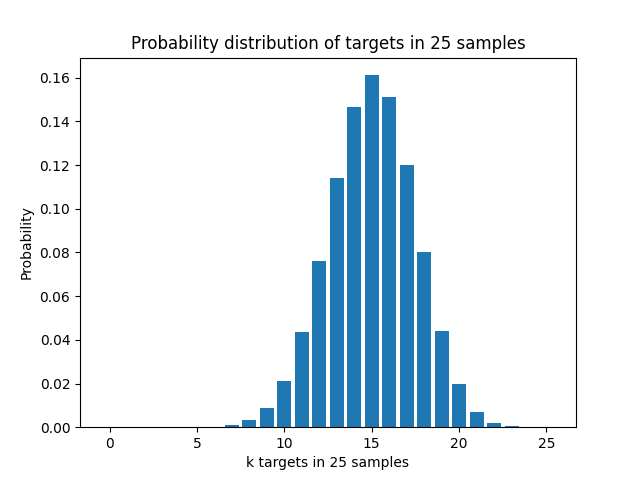 Probability distribution of targets in 25 samples
0.16
0.14
0.12
0.10
0.08
0.06
0.04
0.02
0.00
Probability
0 5 10 15 20 25
k targets in 25 samples